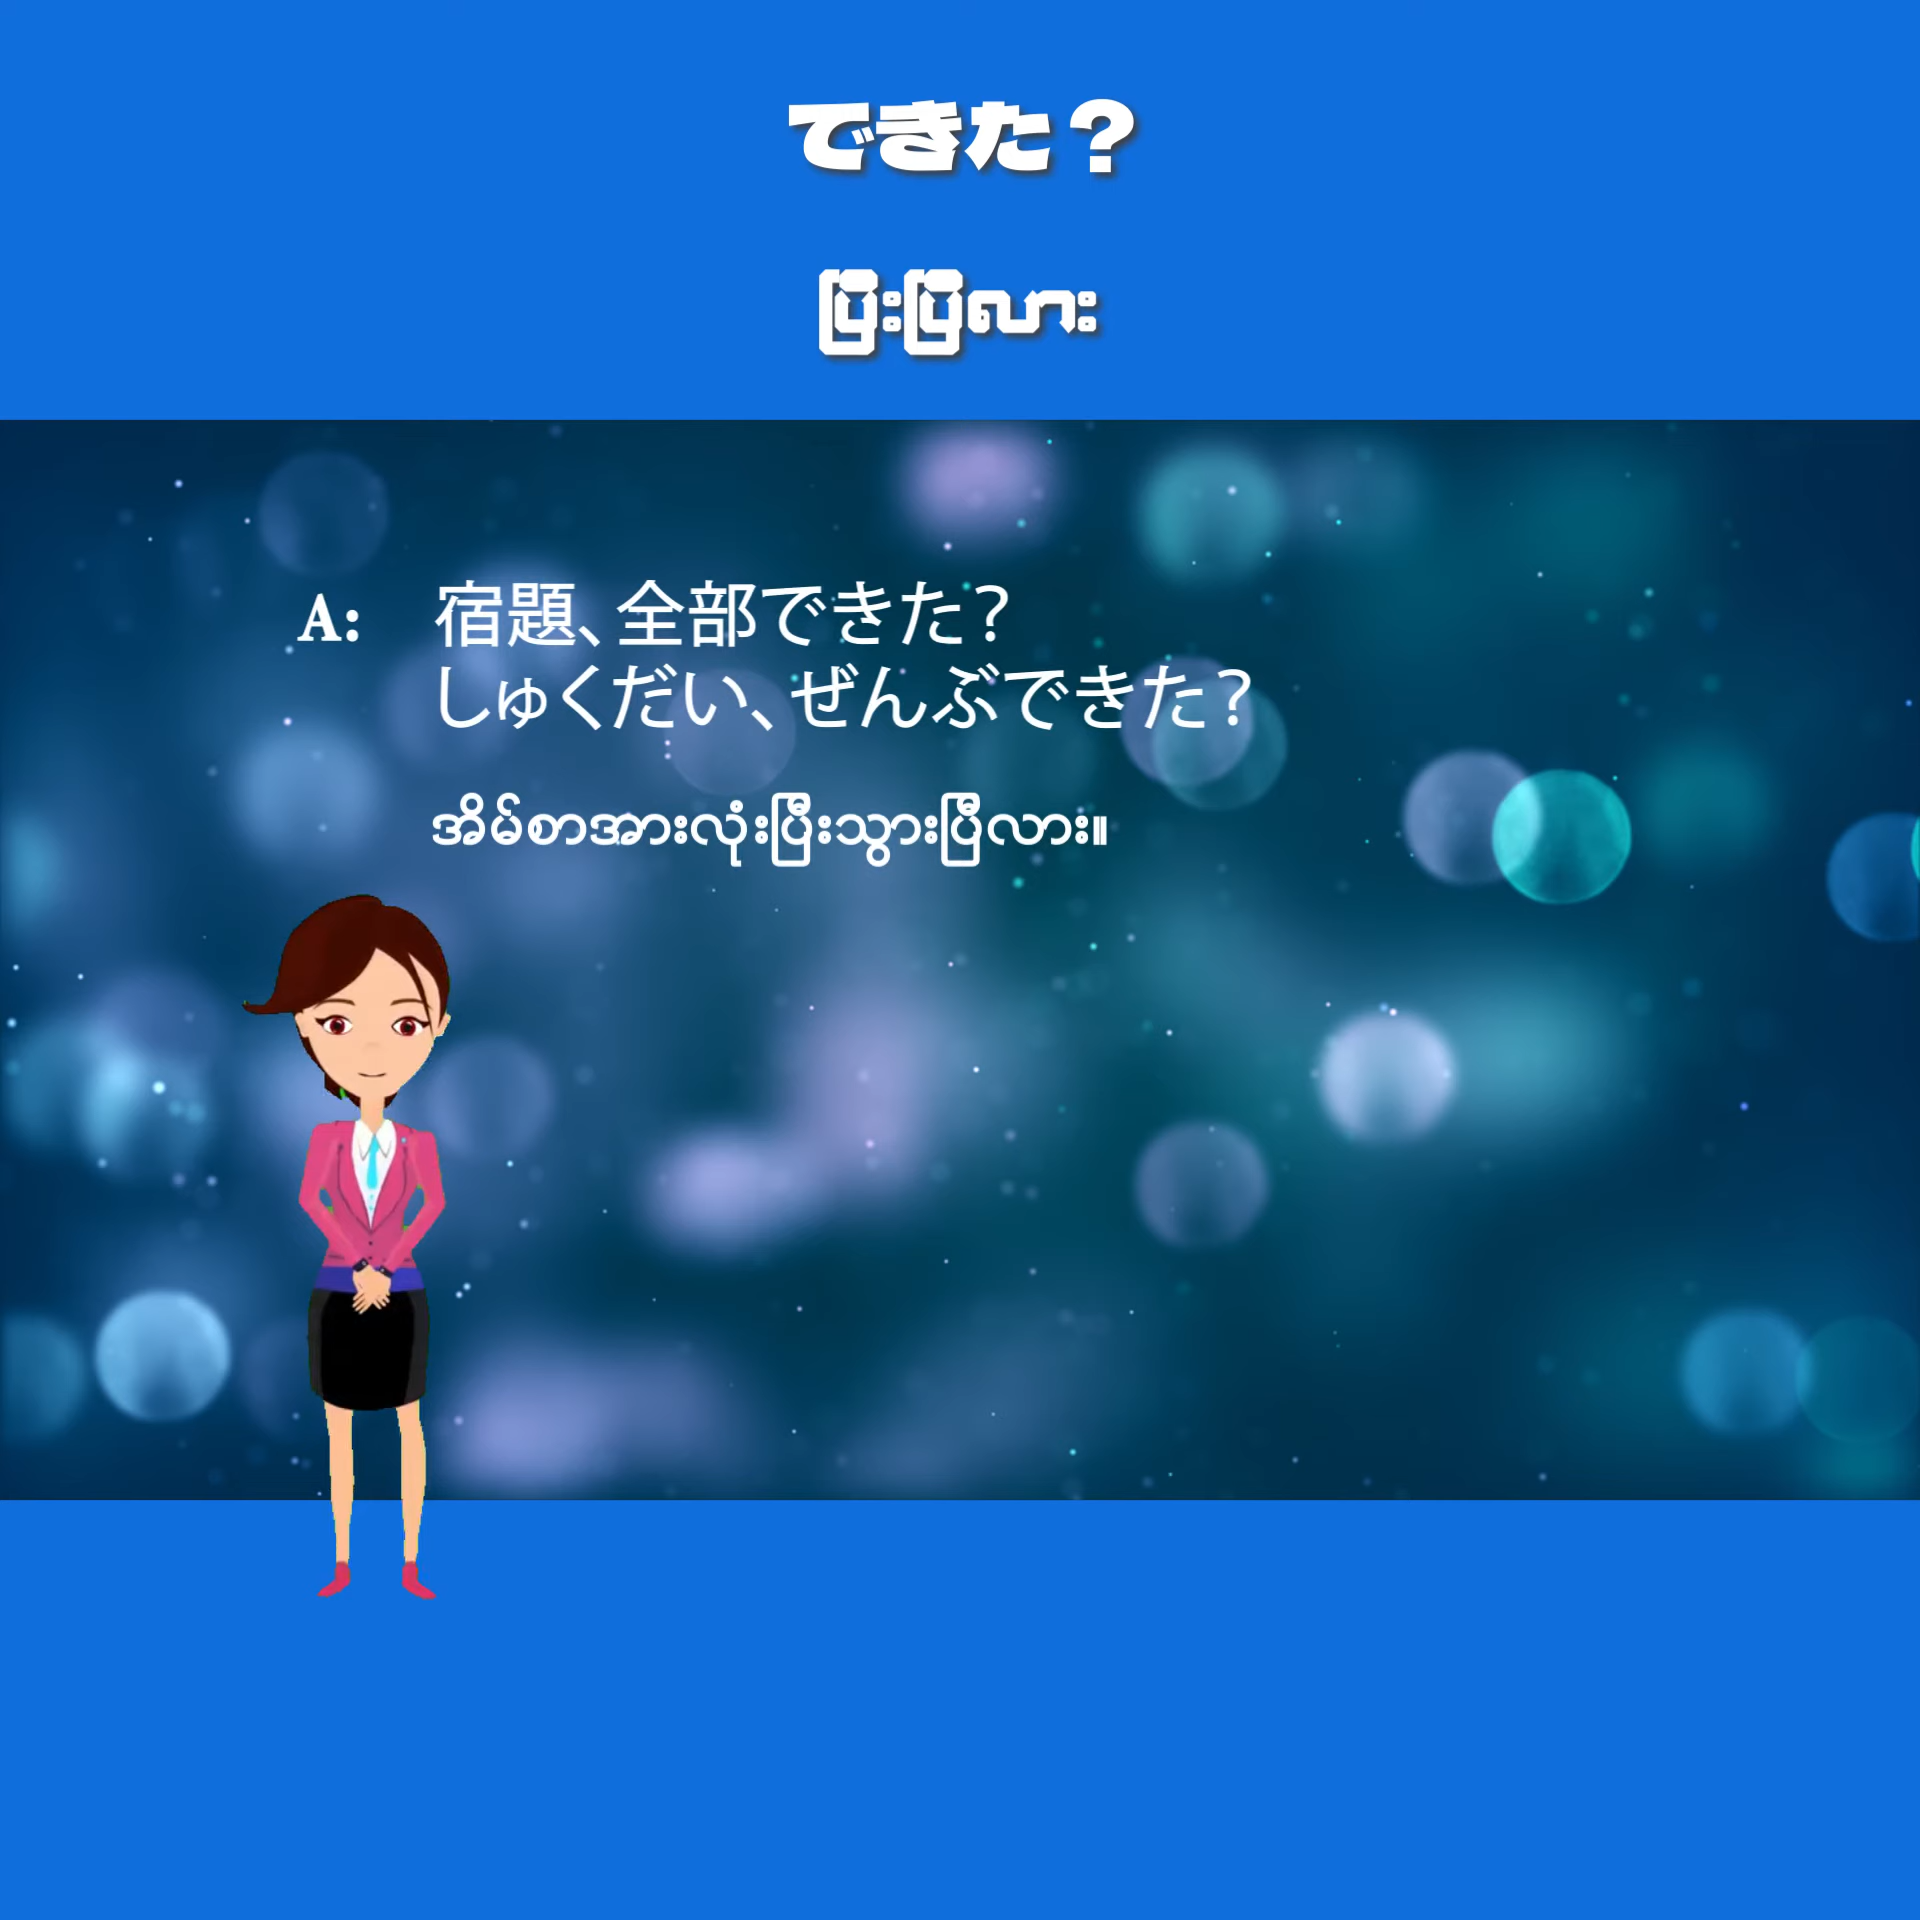 できた？
ပြီးပြီလား
A: 宿題、全部できた？
しゅくだい、ぜんぶできた？
အိမ်စာအားလုံးပြီးသွားပြီလား။